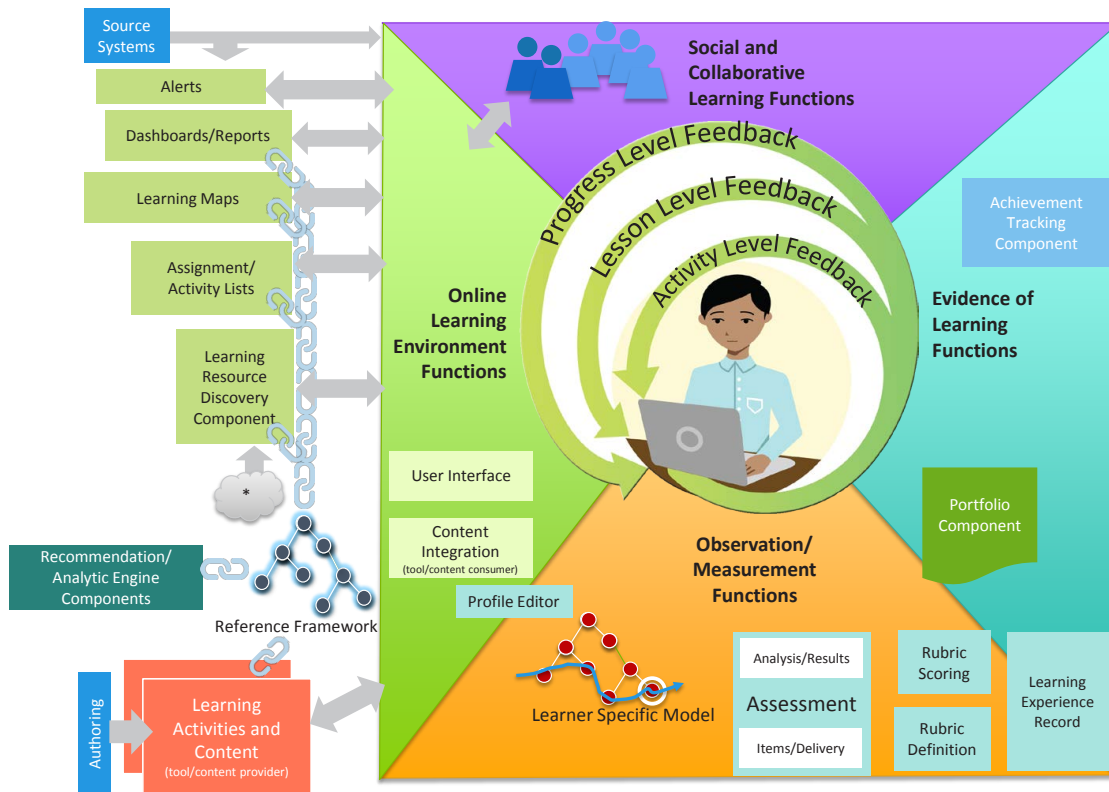 Source
Systems
Alerts
Dashboards/Reports
Learning Maps
Assignment/
Activity Lists
Learning
Resource
Discovery
Component
*
Recommendation/
Analytic Engine
Components
Reference Framework
Authoring
Learning
Activities and
Content
(tool/content provider)
Social and
Collaborative
Learning Functions
Progress Level Feedback
Lesson Level Feedback
Activity Level Feedback
Online
Learning
Environment
Functions
User Interface
Content
Integration
(tool/content consumer)
Profile Editor
Learner Specific Model
Observation/
Measurement
Functions
Analysis/Results
Assessment
Items/Delivery
Rubric
Scoring
Rubric
Definition
Learning
Experience
Record
Achievement
Tracking
Component
Evidence of
Learning
Functions
Portfolio
Component